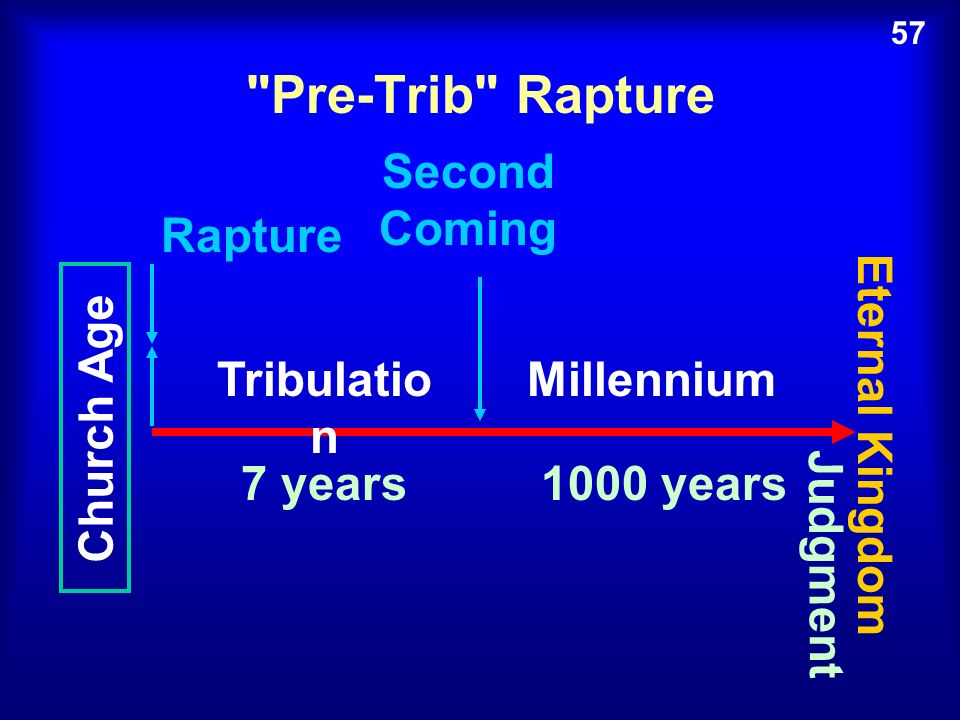 57
"Pre-Trib" Rapture
Second
Coming
Rapture
Church Age
Tribulatio
n
Millennium
7 years
1000 years
Judgment
Eternal Kingdom